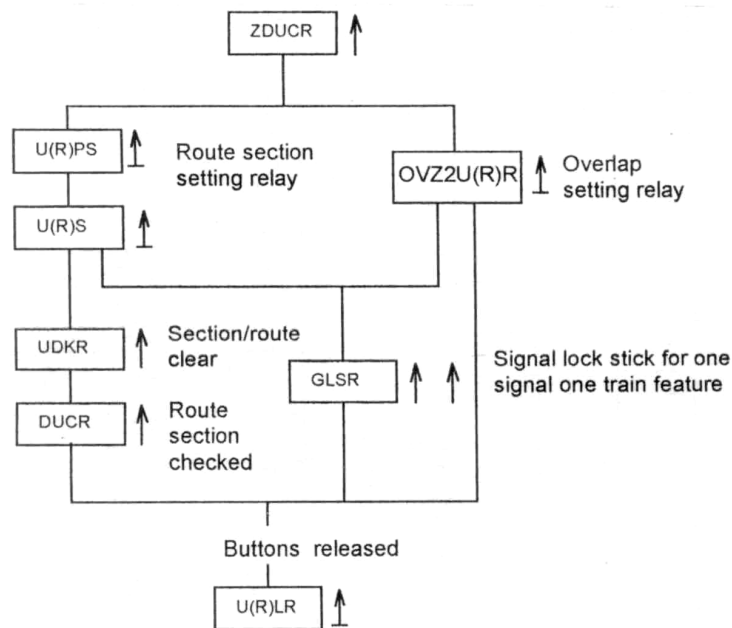 ZDUCR
U(R)PS
Route section
setting relay
OVZ2U(R)R
Overlap
setting relay
U(R)S
UDKR
Section/route
clear
GLSR
Signal lock stick for one
signal one train feature
DUCR
Route
section
checked
Buttons released
U(R)LR